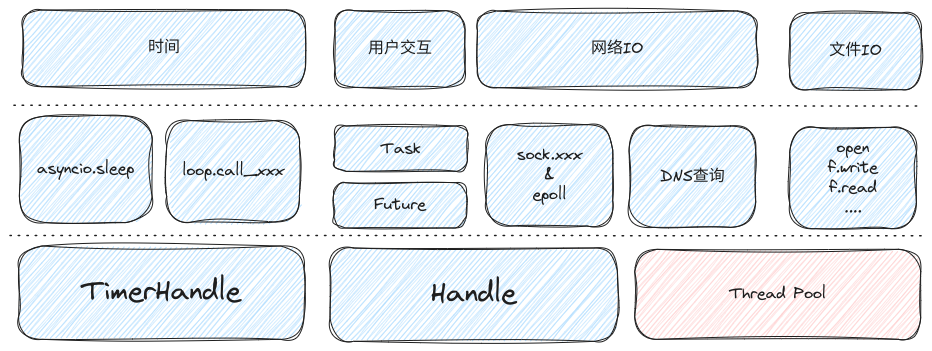 时间
用户交互
网络IO
文件IO
asyncio.sleep
loop.call_xxx
Task
Future
sock.xxx
&
epoll
DNS查询
open
f.write
f.read
....
TimerHandle
Handle
Thread Pool